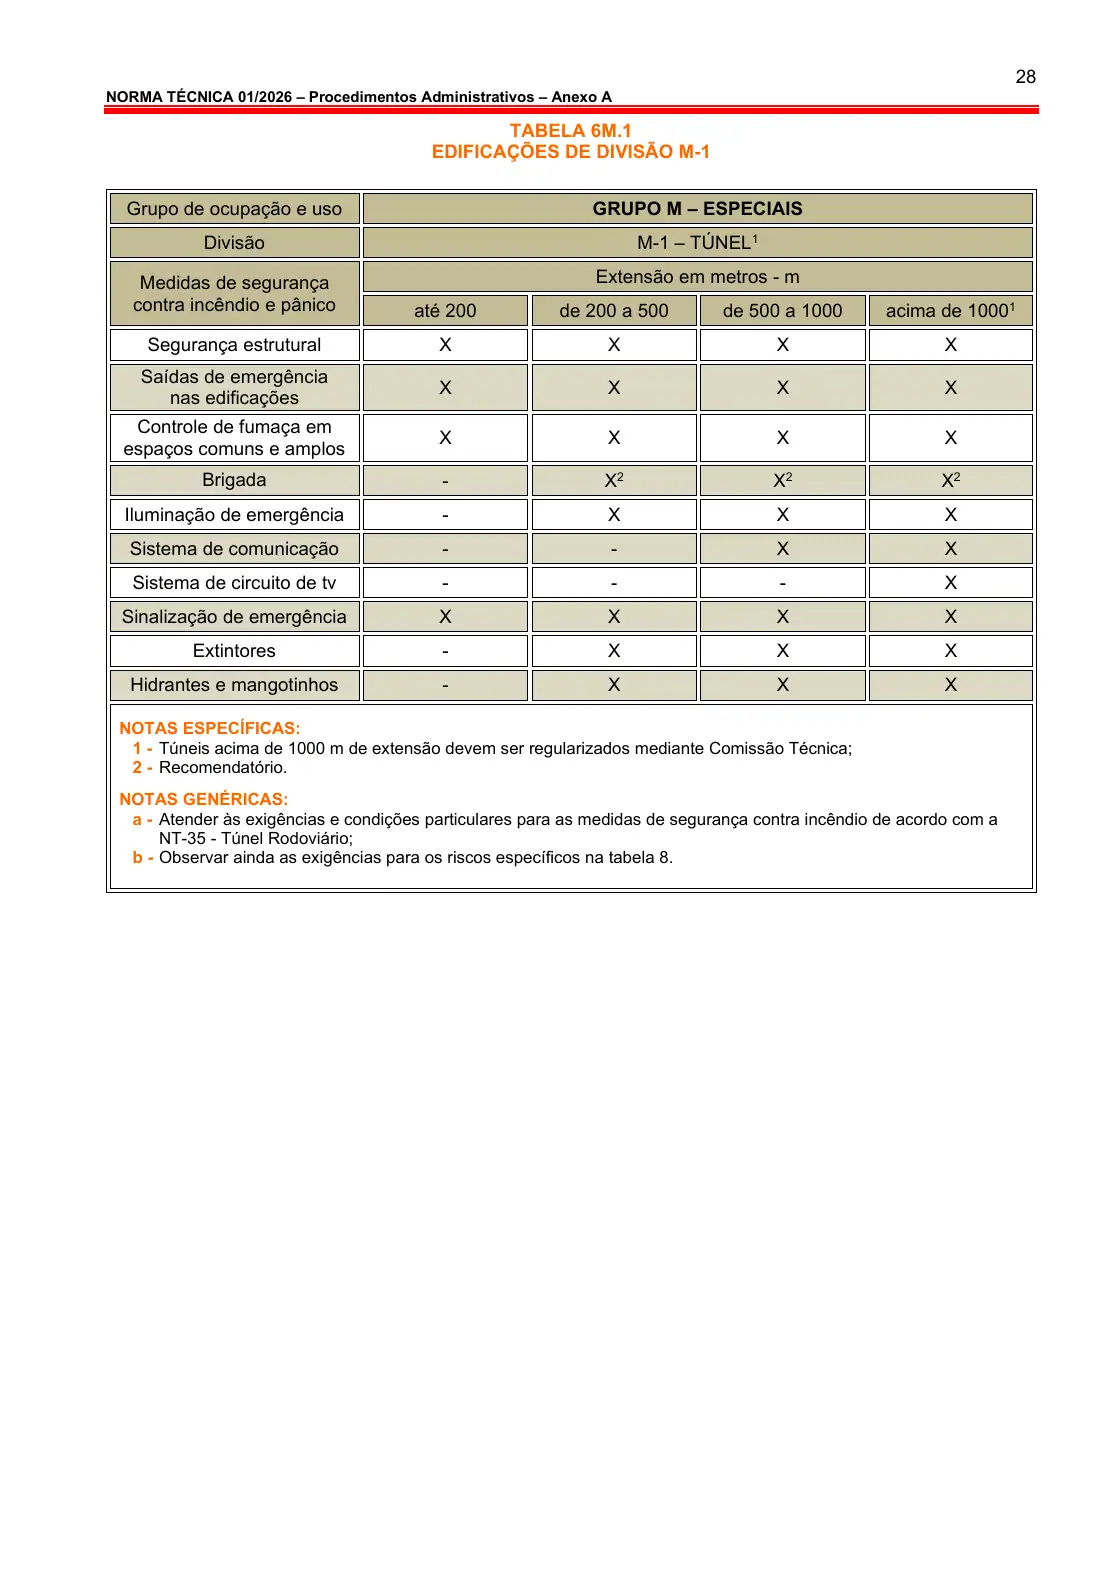 28
NORMA TÉCNICA 01/2026 – Procedimentos Administrativos – Anexo A
TABELA 6M.1
EDIFICAÇÕES DE DIVISÃO M-1
Grupo de ocupação e uso GRUPO M – ESPECIAIS
Divisão M-1 – TÚNEL¹
Medidas de segurança
contra incêndio e pânico
Extensão em metros - m
até 200 de 200 a 500 de 500 a 1000 acima de 1000¹
Segurança estrutural X X X X
Saídas de emergência
nas edificações X X X X
Controle de fumaça em
espaços comuns e amplos X X X X
Brigada - X² X² X²
Iluminação de emergência - X X X
Sistema de comunicação - - X X
Sistema de circuito de tv - - - X
Sinalização de emergência X X X X
Extintores - X X X
Hidrantes e mangotinhos - X X X
NOTAS ESPECÍFICAS:
1 - Túneis acima de 1000 m de extensão devem ser regularizados mediante Comissão Técnica;
2 - Recomendatório.
NOTAS GENÉRICAS:
a - Atender às exigências e condições particulares para as medidas de segurança contra incêndio de acordo com a
NT-35 - Túnel Rodoviário;
b - Observar ainda as exigências para os riscos específicos na tabela 8.